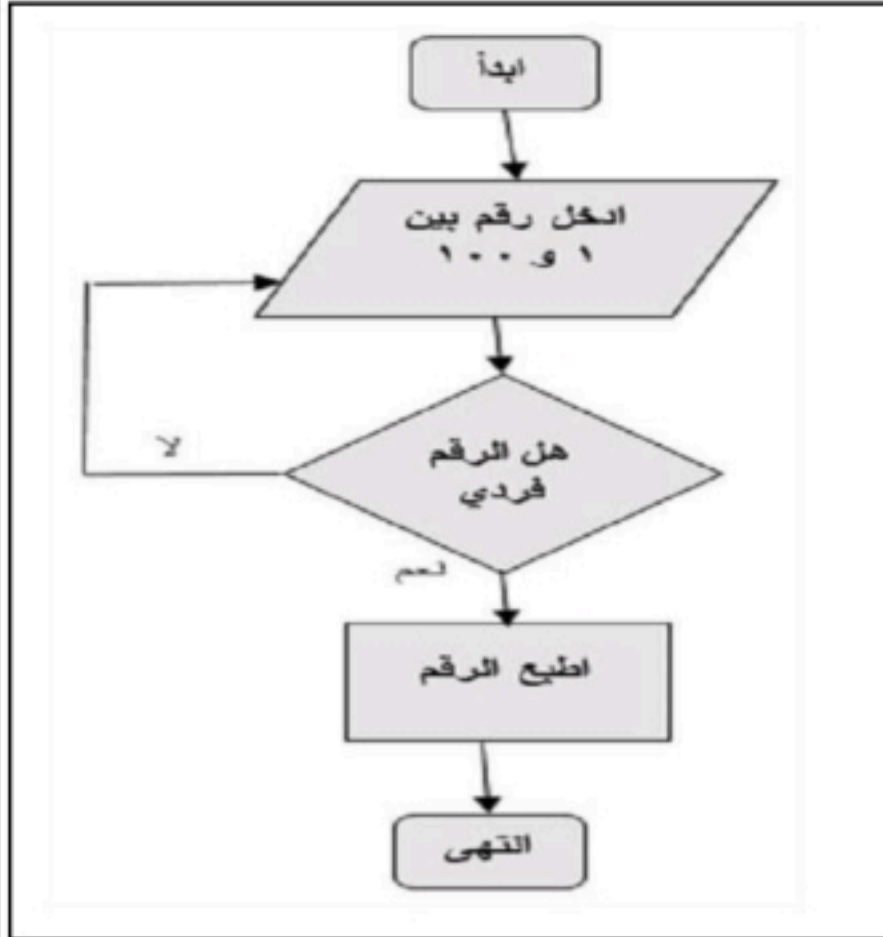 ابدأ
ادخل رقم بين
١ و ١٠٠
هل الرقم
فردي
لا
نعم
اطبع الرقم
انتهى